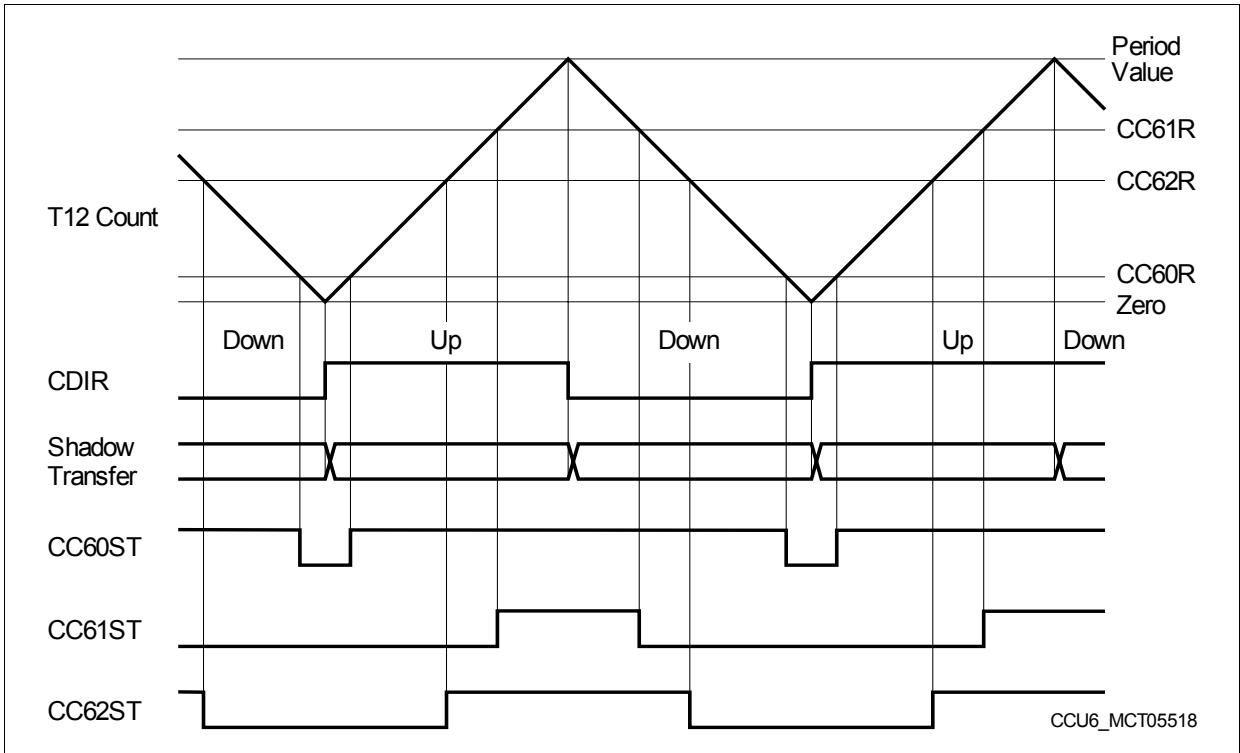 Period
Value
CC61R
CC62R
T12 Count
CC60R
Zero
Down
Up
Down
Up
Down
CDIR
Shadow
Transfer
CC60ST
CC61ST
CC62ST
CCU6_MCT05518